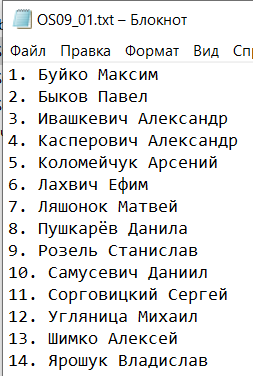 OS09_01.txt – Блокнот
Файл Правка Формат Вид
1. Буйко Максим
2. Быков Павел
3. Ивашкевич Александр
4. Касперович Александр
5. Коломейчук Арсений
6. Лахвич Ефим
7. Ляшонок Матвей
8. Пушкарёв Данила
9. Розель Станислав
10. Самусевич Даниил
11. Сорговицкий Сергей
12. Угляница Михаил
13. Шимко Алексей
14. Ярошук Владислав